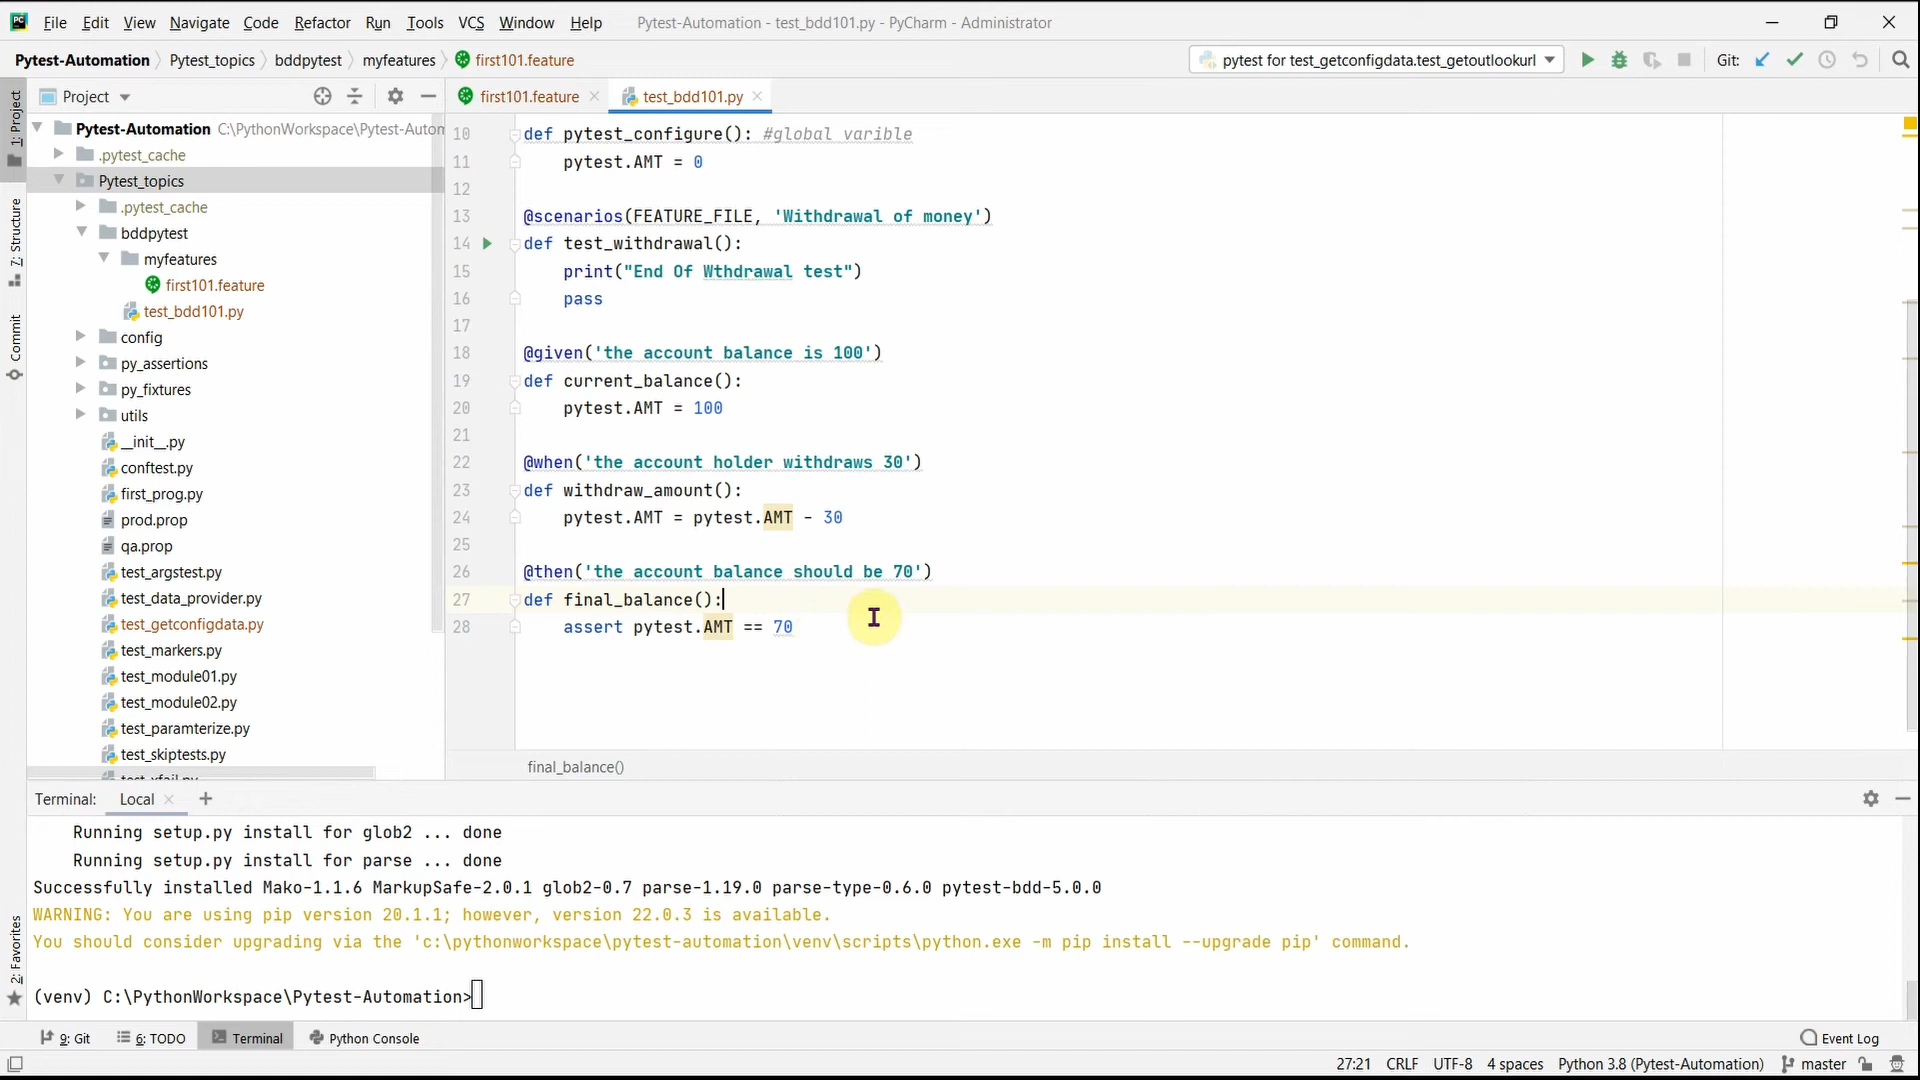 File Edit View Navigate Code Refactor Run Tools VCS Window Help Pytest-Automation - test_bdd101.py - PyCharm - Administrator
Pytest-Automation Pytest_topics bddpytest myfeatures first101.feature pytest for test_getconfigdata.test_getoutlookurl Git:
Project first101.feature test_bdd101.py
1: Project
7: Structure
Commit
2: Favorites
Pytest-Automation C:\PythonWorkspace\Pytest-Autom
.pytest_cache
Pytest_topics
.pytest_cache
bddpytest
myfeatures
first101.feature
test_bdd101.py
config
py_assertions
py_fixtures
utils
__init__.py
conftest.py
first_prog.py
prod.prop
qa.prop
test_argstest.py
test_data_provider.py
test_getconfigdata.py
test_markers.py
test_module01.py
test_module02.py
test_paramterize.py
test_skiptests.py
10 def pytest_configure(): #global varible
11 pytest.AMT = 0
12
13 @scenarios(FEATURE_FILE, 'Withdrawal of money')
14 def test_withdrawal():
15 print("End Of Wthdrawal test")
16 pass
17
18 @given('the account balance is 100')
19 def current_balance():
20 pytest.AMT = 100
21
22 @when('the account holder withdraws 30')
23 def withdraw_amount():
24 pytest.AMT = pytest.AMT - 30
25
26 @then('the account balance should be 70')
27 def final_balance():
28 assert pytest.AMT == 70
final_balance()
Terminal: Local
Running setup.py install for glob2 ... done
Running setup.py install for parse ... done
Successfully installed Mako-1.1.6 MarkupSafe-2.0.1 glob2-0.7 parse-1.19.0 parse-type-0.6.0 pytest-bdd-5.0.0
WARNING: You are using pip version 20.1.1; however, version 22.0.3 is available.
You should consider upgrading via the 'c:\pythonworkspace\pytest-automation\venv\scripts\python.exe -m pip install --upgrade pip' command.
(venv) C:\PythonWorkspace\Pytest-Automation>
9: Git 6: TODO Terminal Python Console Event Log
27:21 CRLF UTF-8 4 spaces Python 3.8 (Pytest-Automation) master